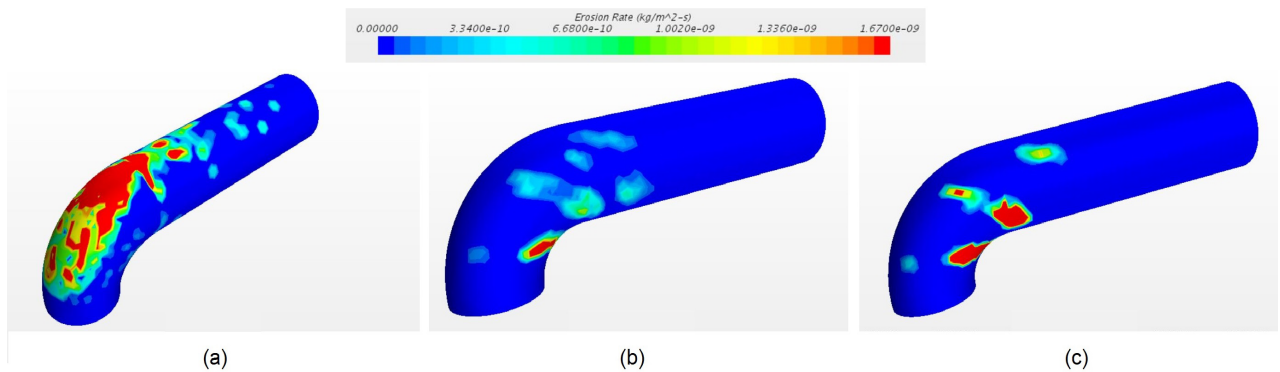 Erosion Rate (kg/m^2-s)
0.00000 3.3400e-10 6.6800e-10 1.0020e-09 1.3360e-09 1.6700e-09
(a) (b) (c)